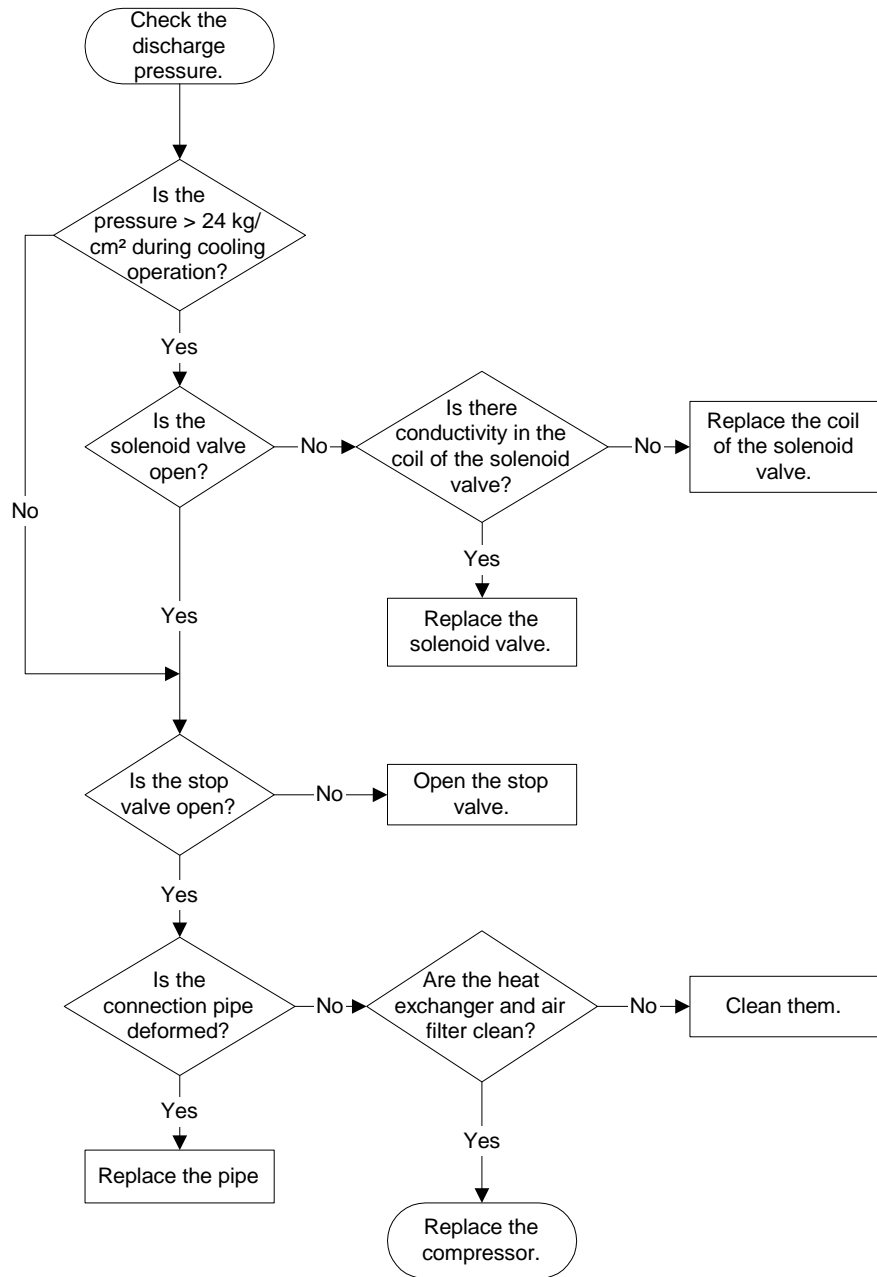 Check the
discharge
pressure.
Is the
pressure > 24 kg/
cm² during cooling
operation?
Yes
No
Is the
solenoid valve
open?
No
Is there
conductivity in the
coil of the solenoid
valve?
No
Replace the coil
of the solenoid
valve.
Yes
Replace the
solenoid valve.
Yes
Is the stop
valve open?
No
Open the stop
valve.
Yes
Is the
connection pipe
deformed?
No
Are the heat
exchanger and air
filter clean?
No
Clean them.
Yes
Replace the pipe
Yes
Replace the
compressor.